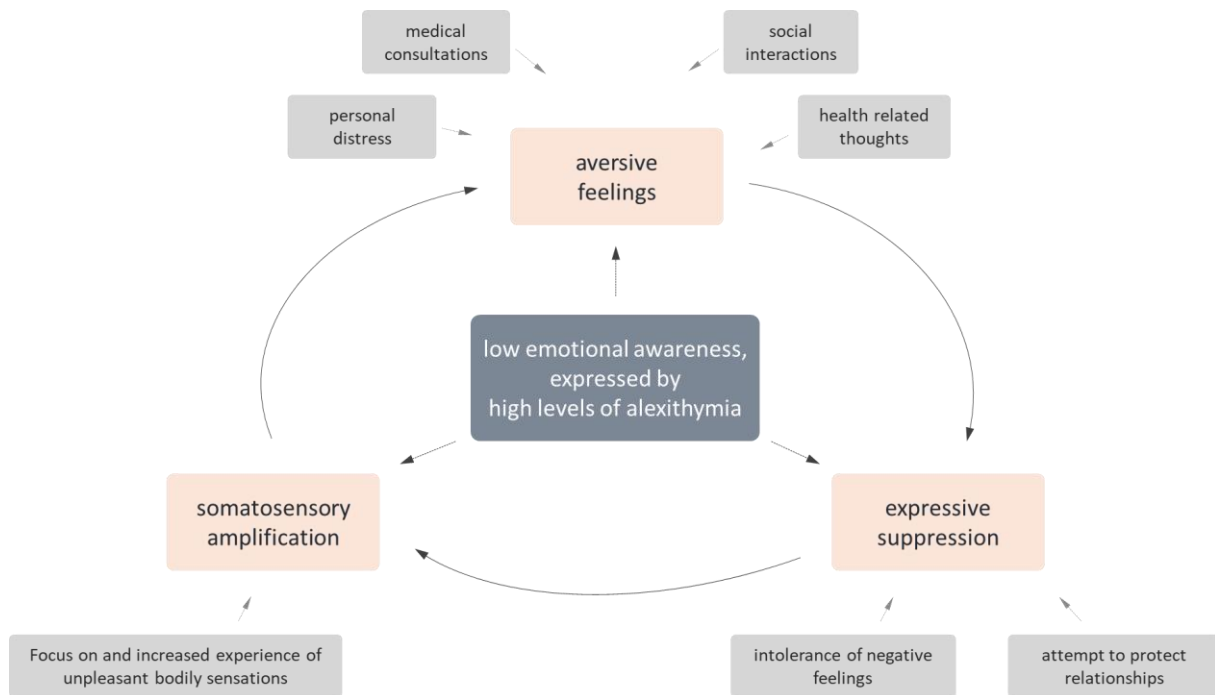 medical
consultations
social
interactions
personal
distress
health related
thoughts
aversive
feelings
low emotional awareness,
expressed by
high levels of alexithymia
somatosensory
amplification
expressive
suppression
Focus on and increased experience of
unpleasant bodily sensations
intolerance of negative
feelings
attempt to protect
relationships